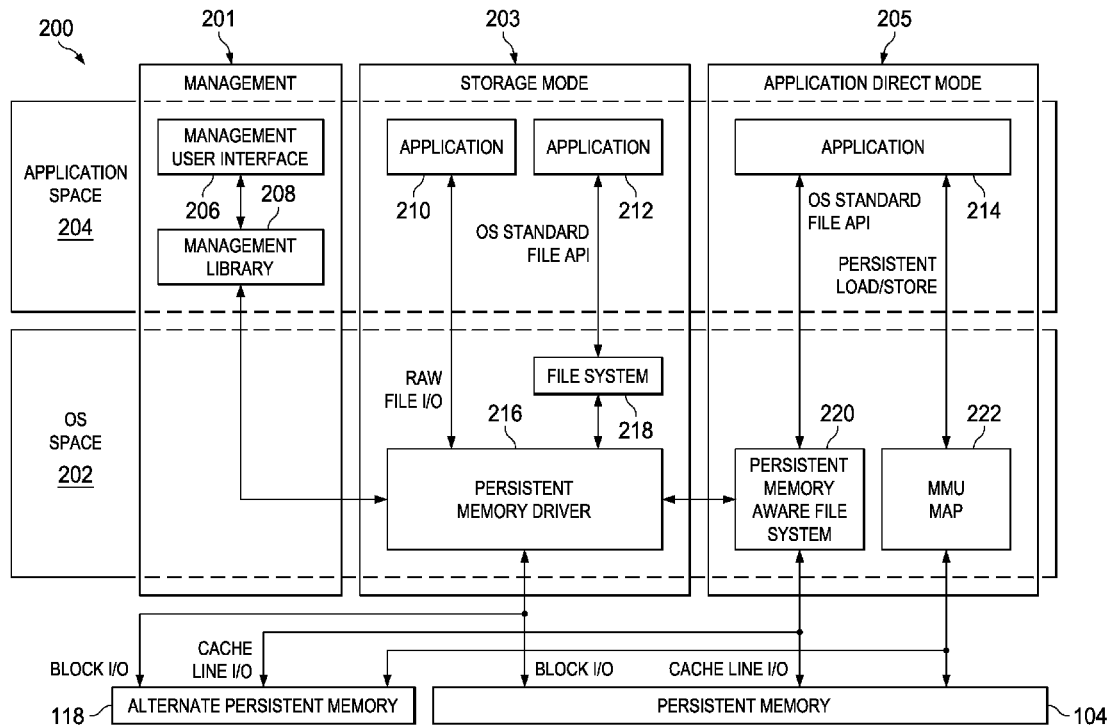 200
201
203
205
MANAGEMENT
STORAGE MODE
APPLICATION DIRECT MODE
APPLICATION
SPACE
204
MANAGEMENT
USER INTERFACE
206
208
MANAGEMENT
LIBRARY
APPLICATION
210
APPLICATION
212
OS STANDARD
FILE API
APPLICATION
214
OS STANDARD
FILE API
PERSISTENT
LOAD/STORE
OS
SPACE
202
RAW
FILE I/O
FILE SYSTEM
218
216
PERSISTENT
MEMORY DRIVER
220
PERSISTENT
MEMORY
AWARE FILE
SYSTEM
222
MMU
MAP
BLOCK I/O
CACHE
LINE I/O
BLOCK I/O
CACHE LINE I/O
118
ALTERNATE PERSISTENT MEMORY
PERSISTENT MEMORY
104